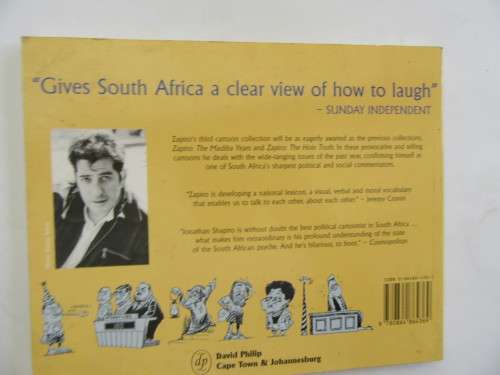 "Gives South Africa a clear view of how to laugh"
– SUNDAY INDEPENDENT
Zapiro's third cartoon collection will be as eagerly awaited as the previous collections,
Zapiro: The Madiba Years and Zapiro: The Hole Truth. In these provocative and telling
cartoons he deals with the wide-ranging issues of the past year, confirming himself as
one of South Africa's sharpest political and social commentators.
"Zapiro is developing a national lexicon, a visual, verbal and moral vocabulary
that enables us to talk to each other, about each other." – Jeremy Cronin
"Jonathan Shapiro is without doubt the best political cartoonist in South Africa ...
what makes him extraordinary is his profound understanding of the state
of the South African psyche. And he's hilarious, to boot." – Cosmopolitan
dp
David Philip
Cape Town & Johannesburg